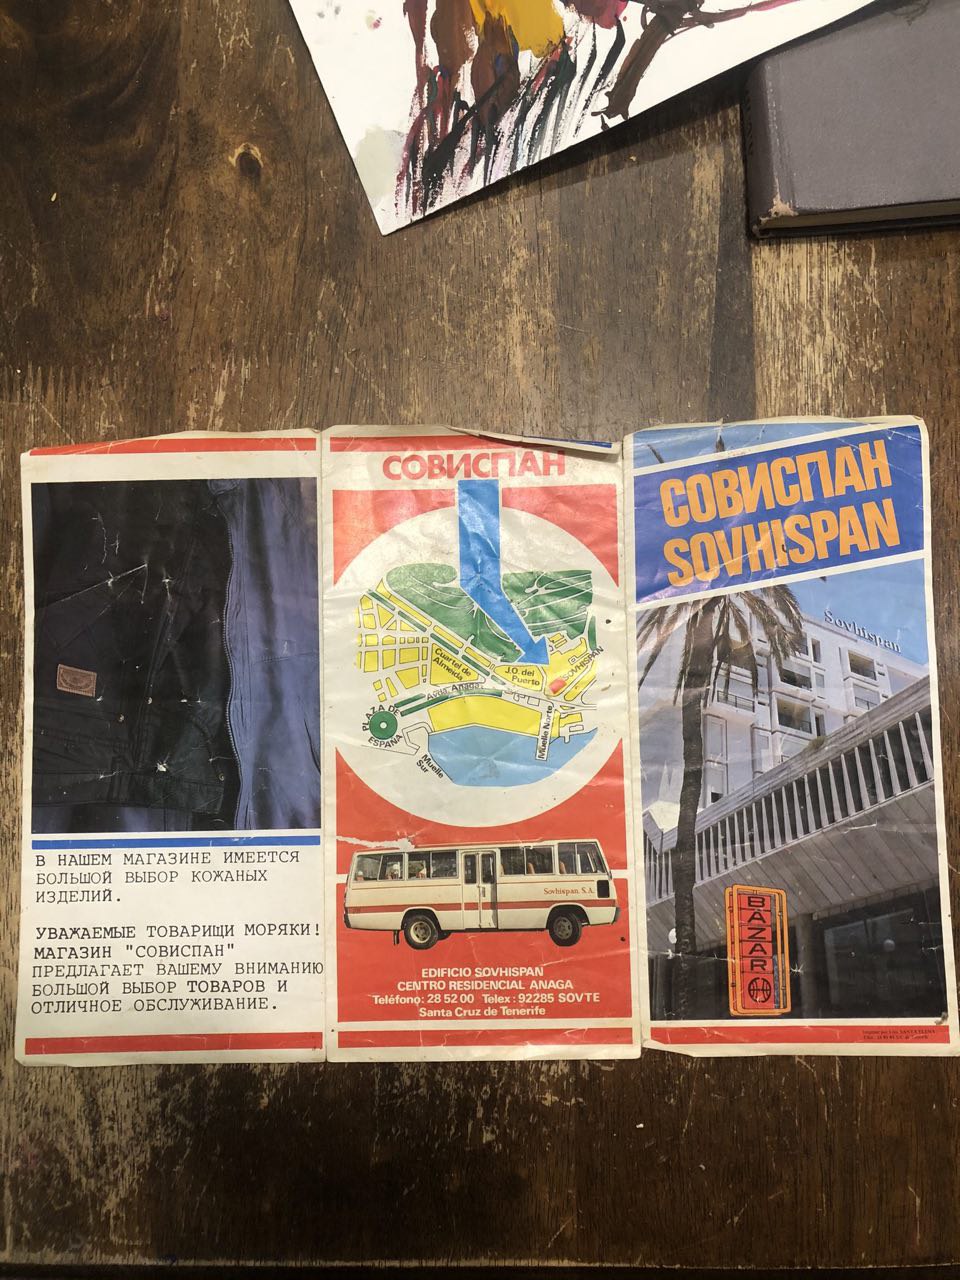 В НАШЕМ МАГАЗИНЕ ИМЕЕТСЯ
БОЛЬШОЙ ВЫБОР КОЖАНЫХ
ИЗДЕЛИЙ.
УВАЖАЕМЫЕ ТОВАРИЩИ МОРЯКИ!
МАГАЗИН "СОВИСПАН"
ПРЕДЛАГАЕТ ВАШЕМУ ВНИМАНИЮ
БОЛЬШОЙ ВЫБОР ТОВАРОВ И
ОТЛИЧНОЕ ОБСЛУЖИВАНИЕ.
СОВИСПАН
Cuartel de
Almeida
J.O. del
Puerto
SOVHISPAN
Avda. Anaga
PLAZA DE
ESPAÑA
Muelle
Sur
Muelle Norte
Sovhispan, S.A.
EDIFICIO SOVHISPAN
CENTRO RESIDENCIAL ANAGA
Teléfono: 28 52 00 Telex: 92285 SOVTE
Santa Cruz de Tenerife
СОВИСПАН
SOVHISPAN
Sovhispan
BAZAR